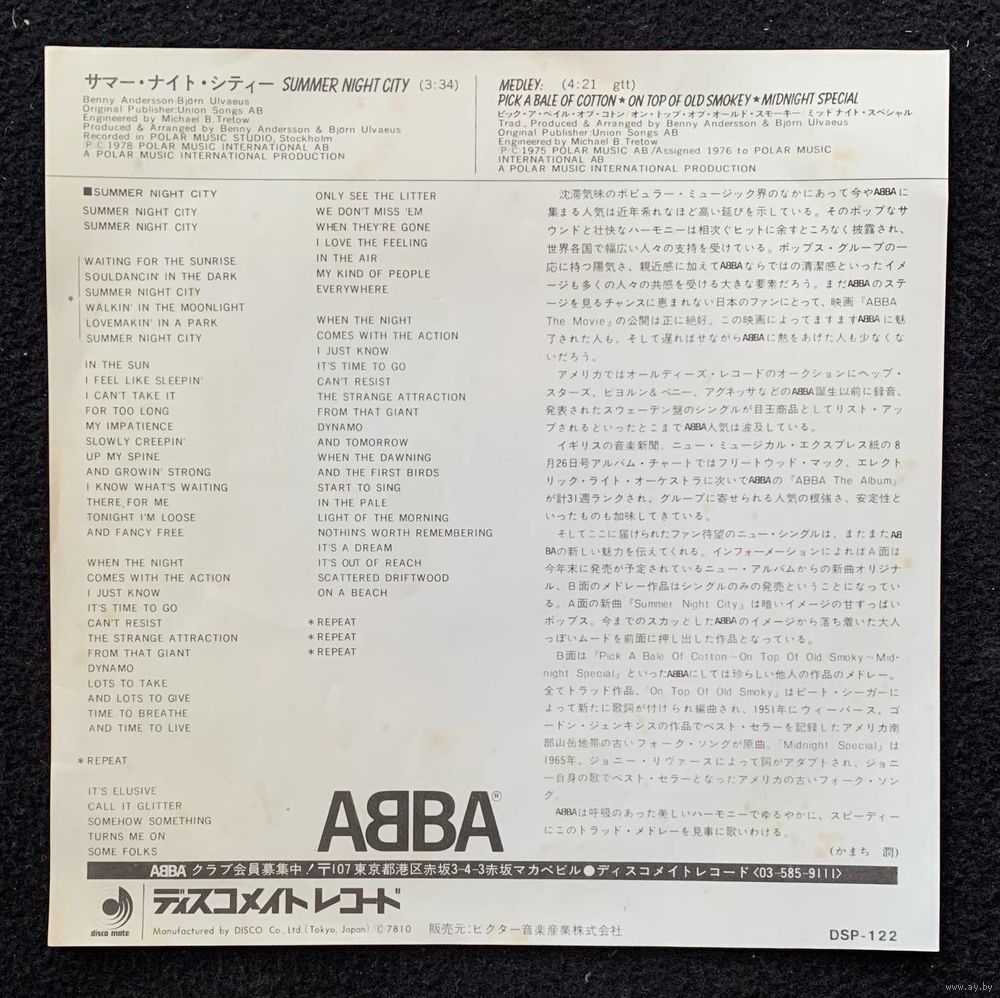 サマー・ナイト・シティー SUMMER NIGHT CITY (3:34)
Benny Andersson-Björn Ulvaeus
Original Publisher:Union Songs AB
Engineered by Michael B.Tretow
Produced & Arranged by Benny Andersson & Björn Ulvaeus
Recorded in POLAR MUSIC STUDIO, Stockholm
Ⓟ Ⓒ 1978 POLAR MUSIC INTERNATIONAL AB
A POLAR MUSIC INTERNATIONAL PRODUCTION
MEDLEY: (4:21 gtt)
PICK A BALE OF COTTON★ON TOP OF OLD SMOKEY★MIDNIGHT SPECIAL
ピック・ア・ベイル・オブ・コトン/オン・トップ・オブ・オールド・スモーキー/ミッドナイト・スペシャル
Trad., Produced & Arranged by Benny Andersson & Björn Ulvaeus
Original Publisher:Union Songs AB
Engineered by Michael B.Tretow
Ⓟ Ⓒ 1975 POLAR MUSIC AB/Assigned 1976 to POLAR MUSIC
INTERNATIONAL AB
A POLAR MUSIC INTERNATIONAL PRODUCTION
■SUMMER NIGHT CITY
SUMMER NIGHT CITY
SUMMER NIGHT CITY
WAITING FOR THE SUNRISE
SOULDANCIN' IN THE DARK
SUMMER NIGHT CITY
* WALKIN' IN THE MOONLIGHT
LOVEMAKIN' IN A PARK
SUMMER NIGHT CITY
IN THE SUN
I FEEL LIKE SLEEPIN'
I CAN'T TAKE IT
FOR TOO LONG
MY IMPATIENCE
SLOWLY CREEPIN'
UP MY SPINE
AND GROWIN' STRONG
I KNOW WHAT'S WAITING
THERE, FOR ME
TONIGHT I'M LOOSE
AND FANCY FREE
WHEN THE NIGHT
COMES WITH THE ACTION
I JUST KNOW
IT'S TIME TO GO
CAN'T RESIST
THE STRANGE ATTRACTION
FROM THAT GIANT
DYNAMO
LOTS TO TAKE
AND LOTS TO GIVE
TIME TO BREATHE
AND TIME TO LIVE
* REPEAT
IT'S ELUSIVE
CALL IT GLITTER
SOMEHOW SOMETHING
TURNS ME ON
SOME FOLKS
ONLY SEE THE LITTER
WE DON'T MISS 'EM
WHEN THEY'RE GONE
I LOVE THE FEELING
IN THE AIR
MY KIND OF PEOPLE
EVERYWHERE
WHEN THE NIGHT
COMES WITH THE ACTION
I JUST KNOW
IT'S TIME TO GO
CAN'T RESIST
THE STRANGE ATTRACTION
FROM THAT GIANT
DYNAMO
AND TOMORROW
WHEN THE DAWNING
AND THE FIRST BIRDS
START TO SING
IN THE PALE
LIGHT OF THE MORNING
NOTHIN'S WORTH REMEMBERING
IT'S A DREAM
IT'S OUT OF REACH
SCATTERED DRIFTWOOD
ON A BEACH
* REPEAT
* REPEAT
* REPEAT
沈滞気味のポピュラー・ミュージック界のなかにあって今やABBAに
集まる人気は近年希れなほど高い延びを示している。そのポップなサ
ウンドと壮快なハーモニーは相次ぐヒットに余すところなく披露され、
世界各国で幅広い人々の支持を受けている。ポップス・グループの一
応に持つ陽気さ、親近感に加えてABBAならではの清潔感といったイメ
ージも多くの人々の共感を受ける大きな要素だろう。まだABBAのステ
ージを見るチャンスに恵まれない日本のファンにとって、映画『ABBA
The Movie』の公開は正に絶好。この映画によってますますABBAに魅
了された人も、そして遅ればせながらABBAに熱をあげた人も少なくな
いだろう。
アメリカではオールディーズ・レコードのオークションにヘップ・
スターズ、ビヨルン&ベニー、アグネッサなどのABBA誕生以前に録音、
発表されたスウェーデン盤のシングルが目玉商品としてリスト・アッ
プされるといったとこまでABBA人気は波及している。
イギリスの音楽新聞、ニュー・ミュージカル・エクスプレス紙の8
月26日号アルバム・チャートではフリートウッド・マック、エレクト
リック・ライト・オーケストラに次いでABBAの『ABBA The Album』
が計31週ランクされ、グループに寄せられる人気の根強さ、安定性と
いったものも加味してきている。
そしてここに届けられたファン待望のニュー・シングルは、またまたAB
BAの新しい魅力を伝えてくれる。インフォーメーションによればA面は
今年末に発売が予定されているニュー・アルバムからの新曲オリジナ
ル、B面のメドレー作品はシングルのみの発売ということになってい
る。A面の新曲『Summer Night City』は暗いイメージの甘ずっぱい
ポップス。今までのスカッとしたABBAのイメージから落ち着いた大人
っぽいムードを前面に押し出した作品となっている。
B面は『Pick A Bale Of Cotton〜On Top Of Old Smoky〜Mid-
night Special』といったABBAにしては珍らしい他人の作品のメドレー。
全てトラッド作品、『On Top Of Old Smoky』はピート・シーガーに
よって新たに歌詞が付けられ編曲され、1951年にウィーバース、ゴ
ードン・ジェンキンスの作品でベスト・セラーを記録したアメリカ南
部山岳地帯の古いフォーク・ソングが原曲。『Midnight Special』は
1965年、ジョニー・リヴァースによって詞がアダプトされ、ジョニ
ー自身の歌でベスト・セラーとなったアメリカの古いフォーク・ソン
グ。
ABBAは呼吸のあった美しいハーモニーでゆるやかに、スピーディー
にこのトラッド・メドレーを見事に歌いわける。
(かまち 潤)
ABBA®
ABBA クラブ会員募集中!〒107 東京都港区赤坂3-4-3赤坂マカベビル●ディスコメイトレコード〈03-585-9111〉
disco mate
ディスコメイトレコード
Manufactured by DISCO Co., Ltd. (Tokyo, Japan) Ⓒ 7810 販売元:ビクター音楽産業株式会社
DSP-122
www.ay.by